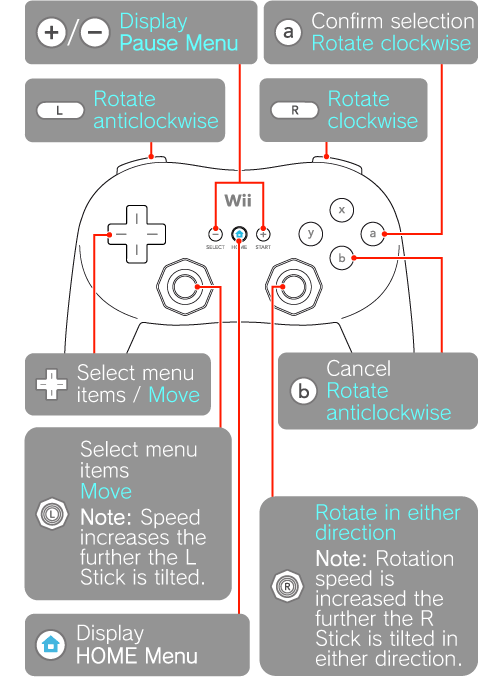 +/− Display
Pause Menu
a Confirm selection
Rotate clockwise
L Rotate
anticlockwise
R Rotate
clockwise
Wii
SELECT HOME START
x
y a
b
Select menu
items / Move
b Cancel
Rotate
anticlockwise
Select menu
items
Move
L Note: Speed
increases the
further the L
Stick is tilted.
Rotate in either
direction
R Note: Rotation
speed is
increased the
further the R
Stick is tilted in
either direction.
Display
HOME Menu